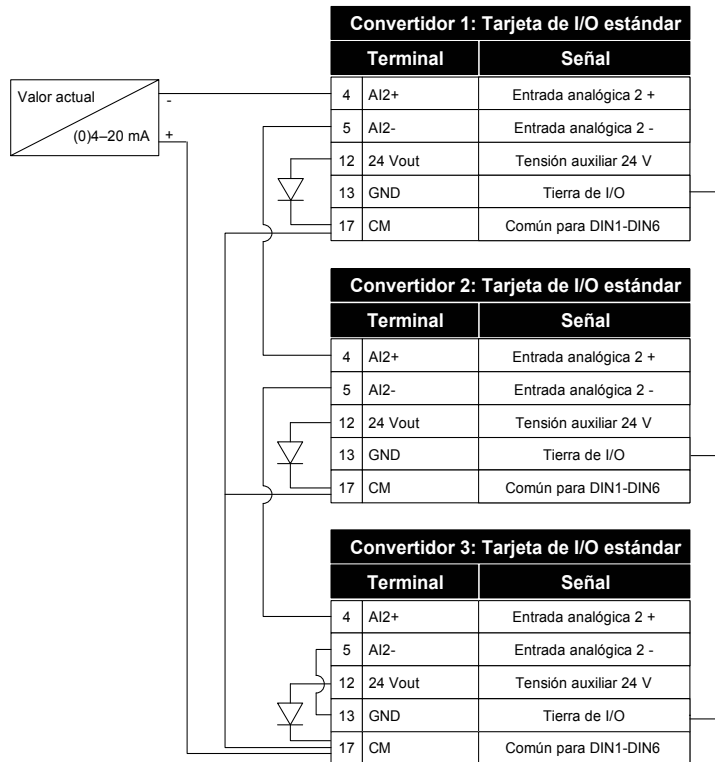 Valor actual
-
(0)4–20 mA
+
Convertidor 1: Tarjeta de I/O estándar
Terminal Señal
4 AI2+ Entrada analógica 2 +
5 AI2- Entrada analógica 2 -
12 24 Vout Tensión auxiliar 24 V
13 GND Tierra de I/O
17 CM Común para DIN1-DIN6
Convertidor 2: Tarjeta de I/O estándar
Terminal Señal
4 AI2+ Entrada analógica 2 +
5 AI2- Entrada analógica 2 -
12 24 Vout Tensión auxiliar 24 V
13 GND Tierra de I/O
17 CM Común para DIN1-DIN6
Convertidor 3: Tarjeta de I/O estándar
Terminal Señal
4 AI2+ Entrada analógica 2 +
5 AI2- Entrada analógica 2 -
12 24 Vout Tensión auxiliar 24 V
13 GND Tierra de I/O
17 CM Común para DIN1-DIN6